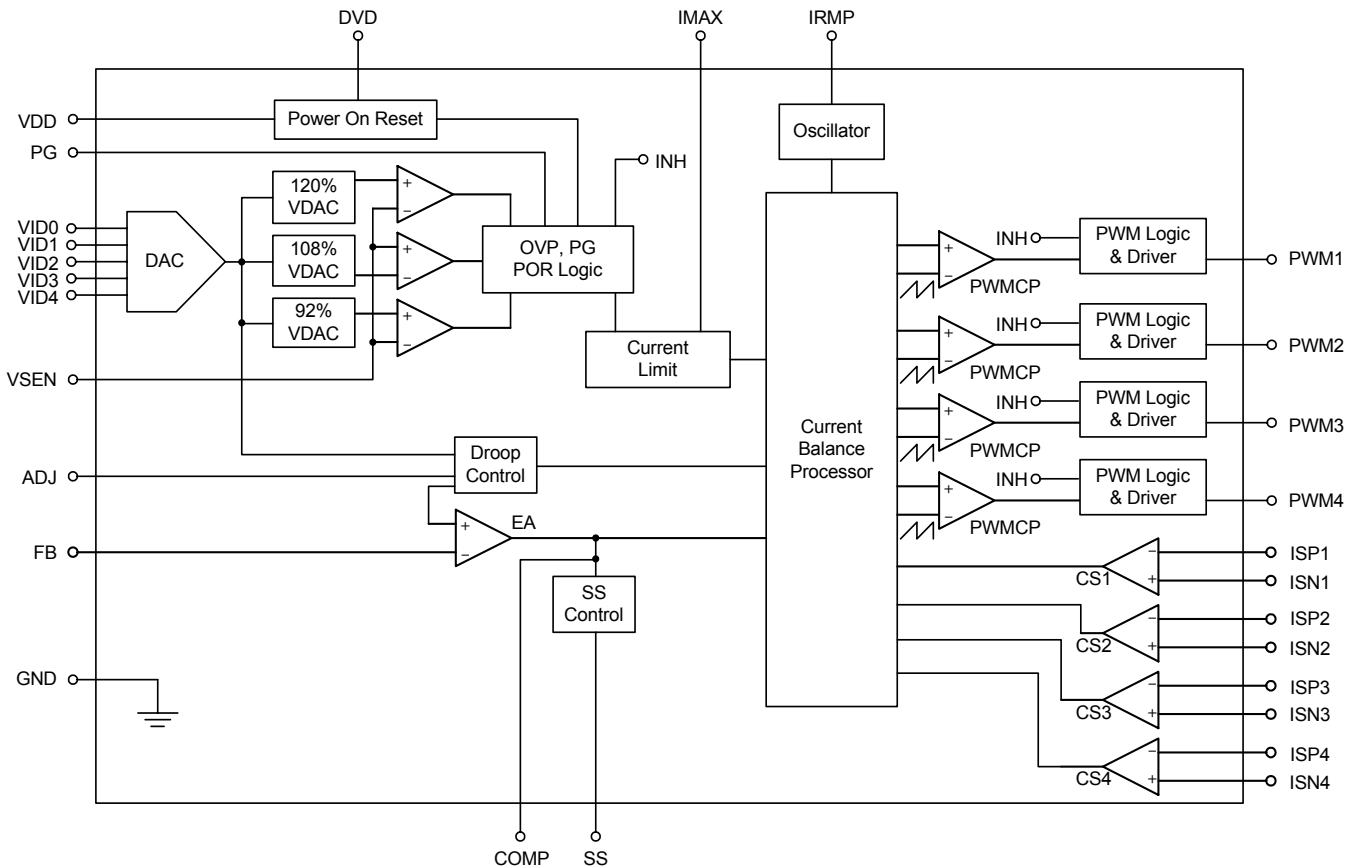 DVD
IMAX
IRMP
VDD
Power On Reset
Oscillator
PG
INH
120%
VDAC
+
−
VID0
VID1
VID2
VID3
VID4
DAC
108%
VDAC
+
−
OVP, PG
POR Logic
92%
VDAC
+
−
Current
Limit
VSEN
Current
Balance
Processor
+
−
PWMCP
INH
PWM Logic
& Driver
PWM1
+
−
PWMCP
INH
PWM Logic
& Driver
PWM2
+
−
PWMCP
INH
PWM Logic
& Driver
PWM3
+
−
PWMCP
INH
PWM Logic
& Driver
PWM4
ADJ
Droop
Control
+
−
EA
FB
SS
Control
GND
CS1
−
+
ISP1
ISN1
CS2
−
+
ISP2
ISN2
CS3
−
+
ISP3
ISN3
CS4
−
+
ISP4
ISN4
COMP
SS